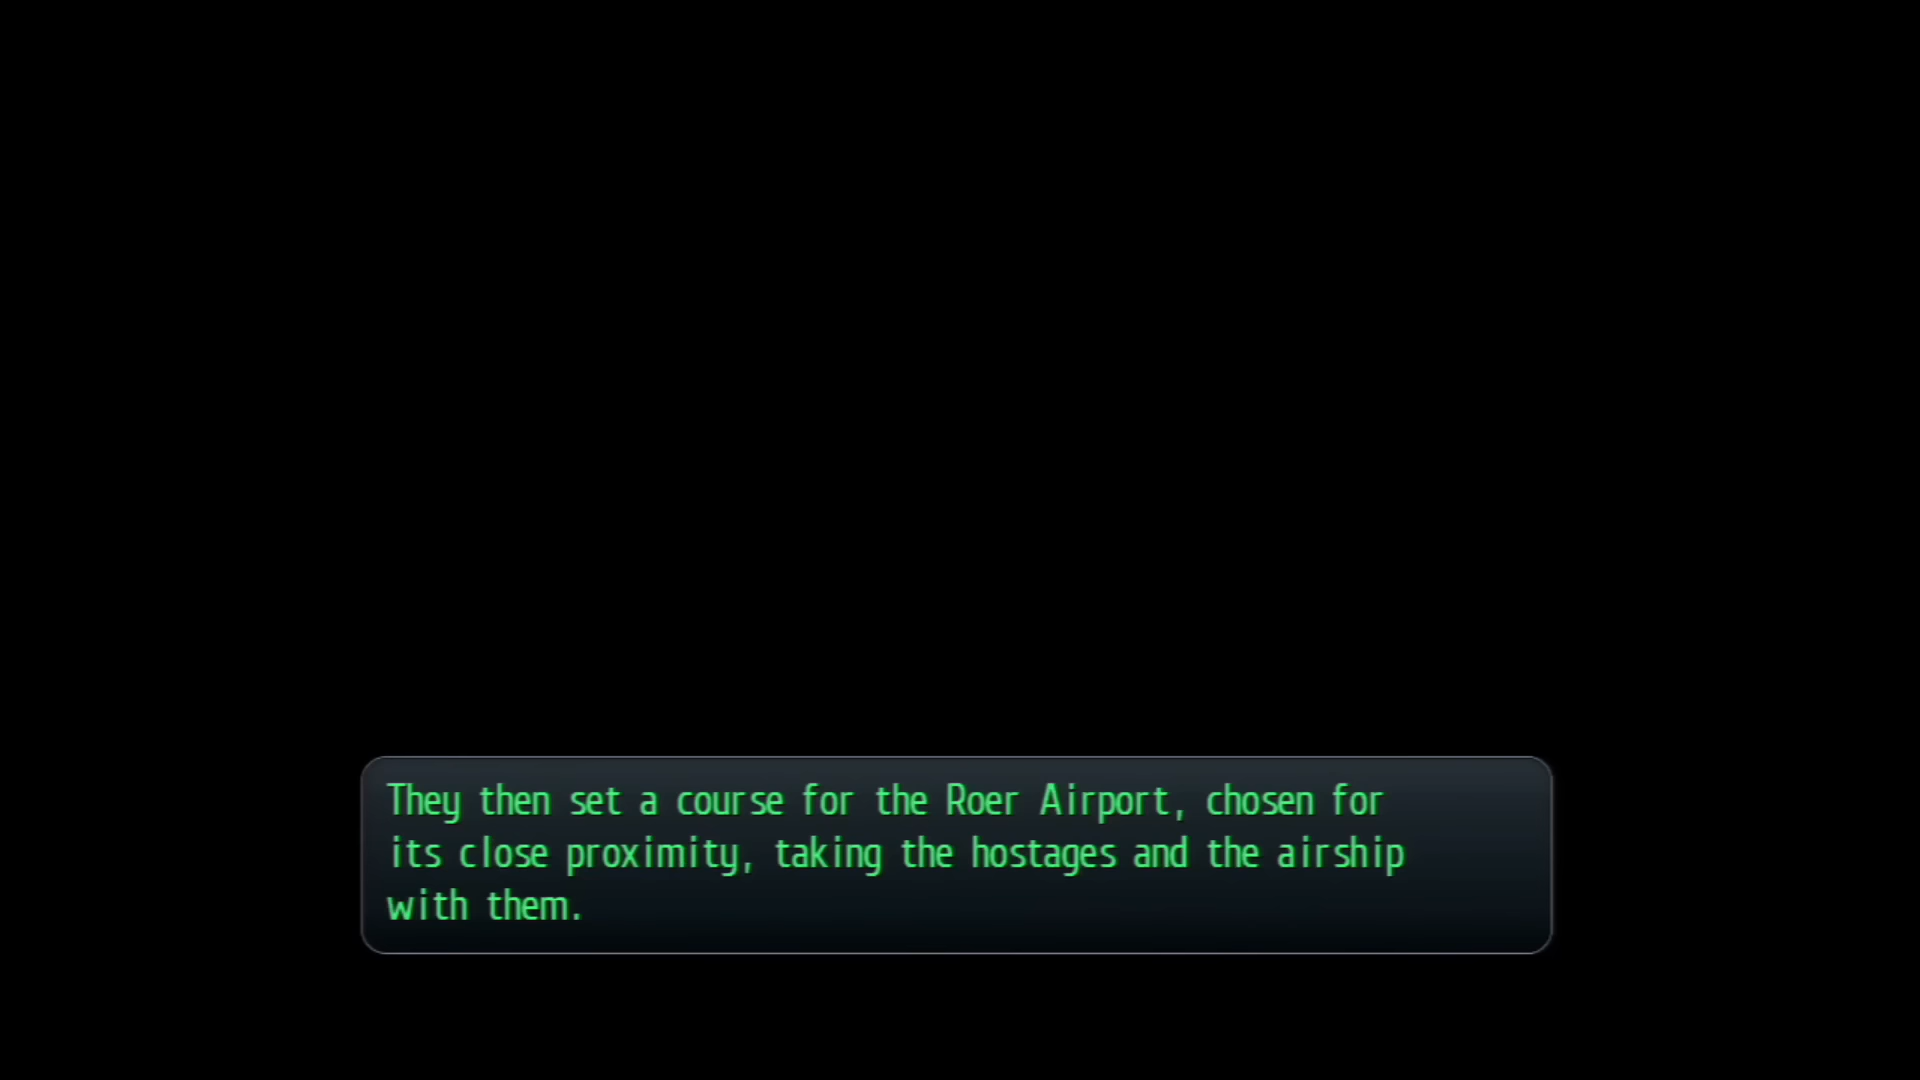 They then set a course for the Roer Airport, chosen for
its close proximity, taking the hostages and the airship
with them.